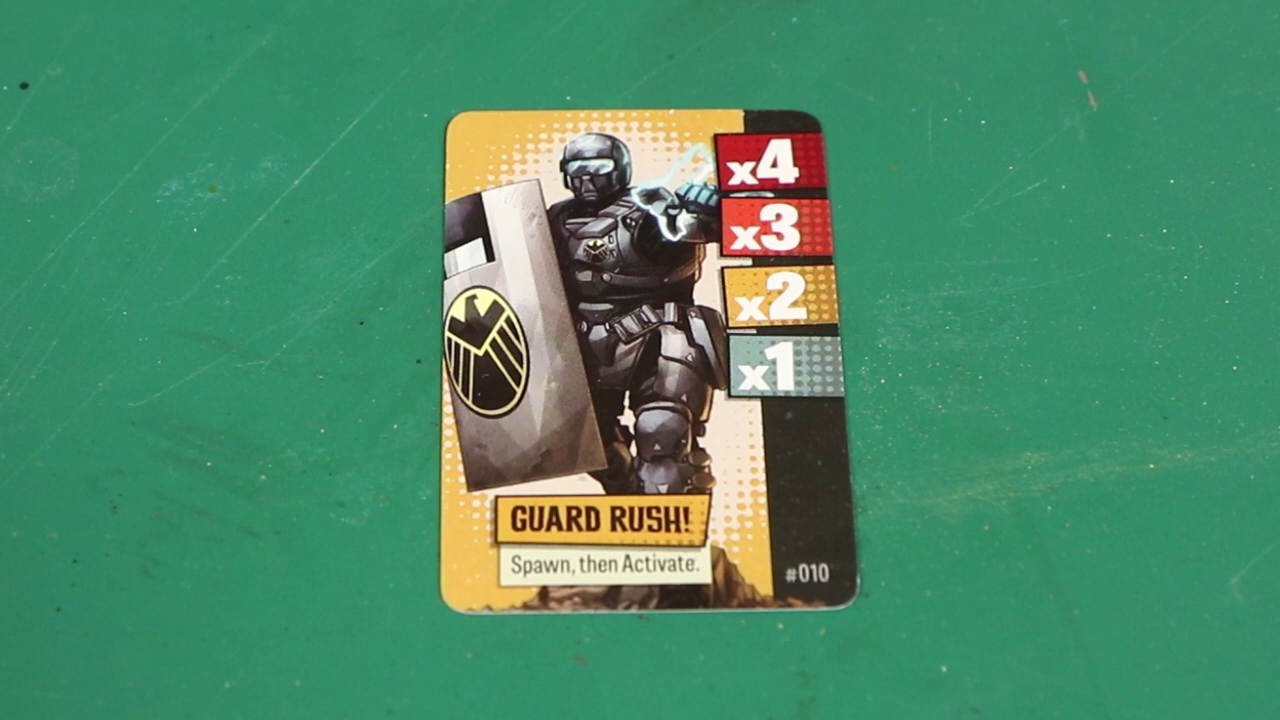 x4
x3
x2
x1
GUARD RUSH!
Spawn, then Activate.
#010